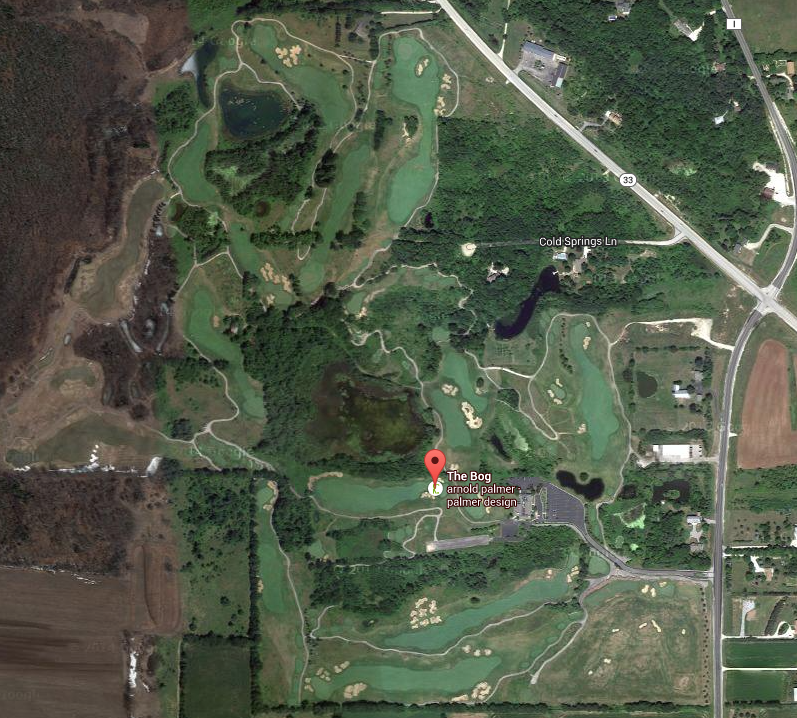 I
33
Cold Springs Ln
The Bog
arnold palmer -
palmer design